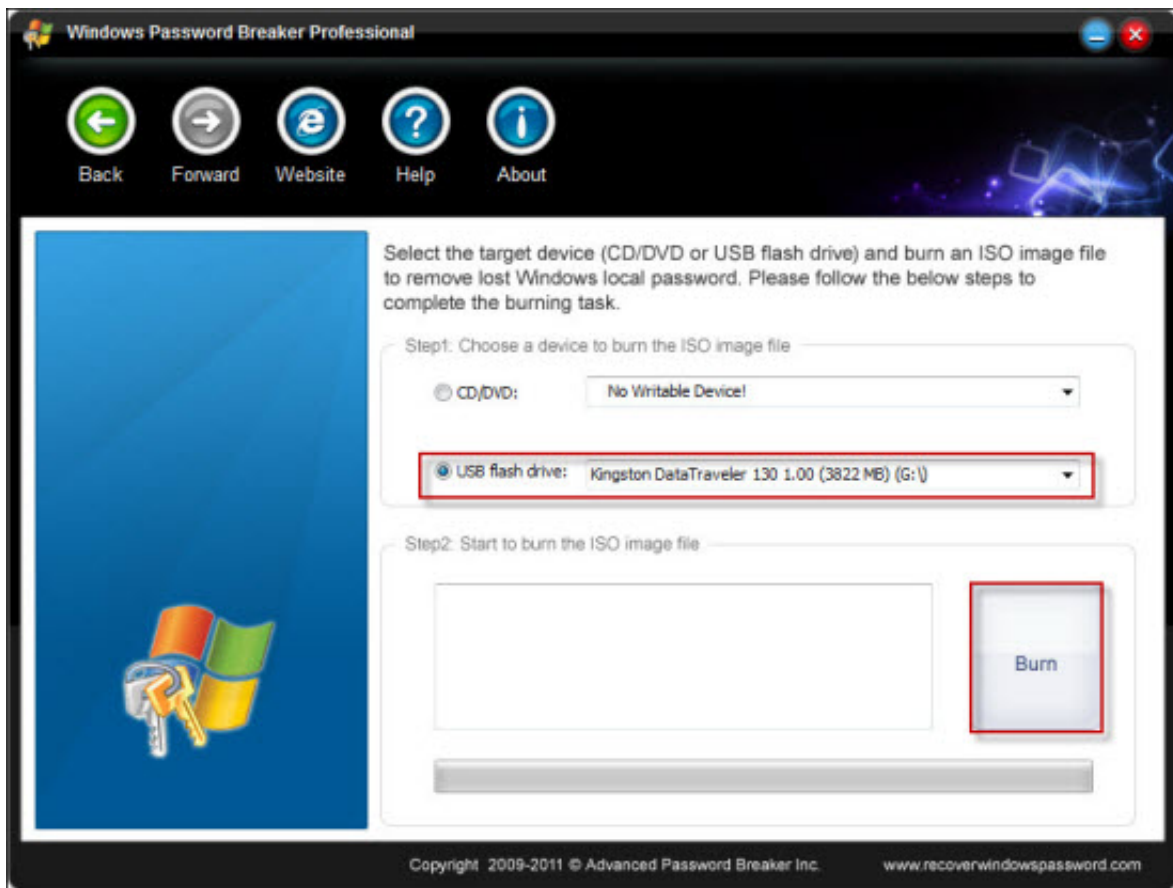 Windows Password Breaker Professional
Back Forward Website Help About
Select the target device (CD/DVD or USB flash drive) and burn an ISO image file
to remove lost Windows local password. Please follow the below steps to
complete the burning task.
Step1: Choose a device to burn the ISO image file
CD/DVD: No Writable Device!
USB flash drive: Kingston DataTraveler 130 1.00 (3822 MB) (G:\)
Step2: Start to burn the ISO image file
Burn
Copyright 2009-2011 © Advanced Password Breaker Inc. www.recoverwindowspassword.com